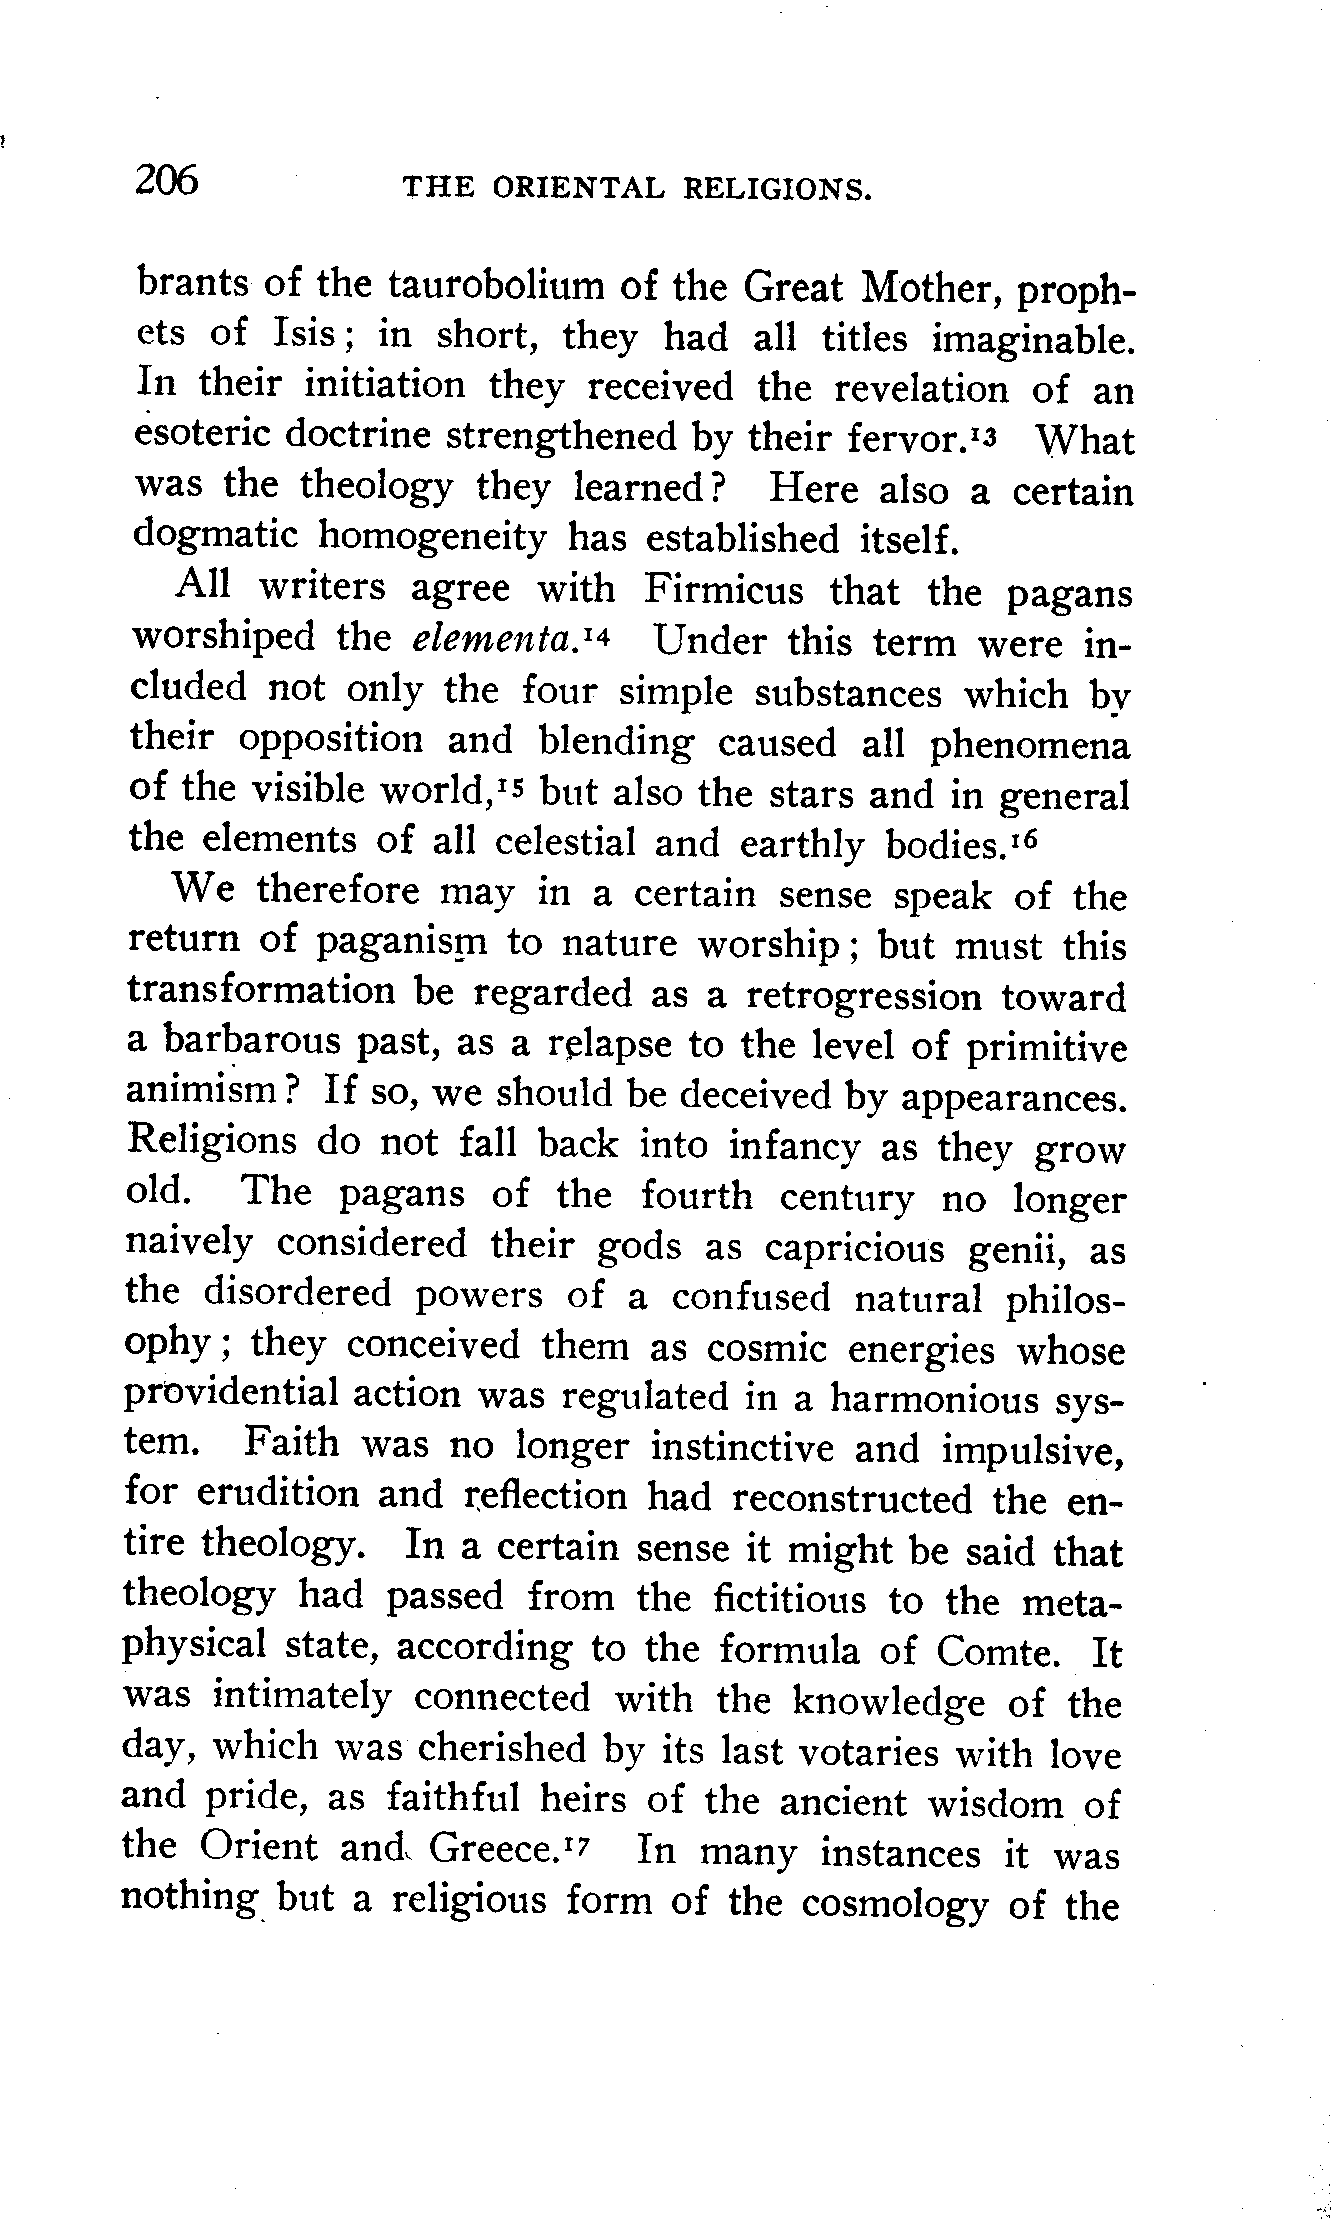 206 THE ORIENTAL RELIGIONS.
brants of the taurobolium of the Great Mother, proph-
ets of Isis; in short, they had all titles imaginable.
In their initiation they received the revelation of an
esoteric doctrine strengthened by their fervor.¹³ What
was the theology they learned? Here also a certain
dogmatic homogeneity has established itself.
All writers agree with Firmicus that the pagans
worshiped the elementa.¹⁴ Under this term were in-
cluded not only the four simple substances which by
their opposition and blending caused all phenomena
of the visible world,¹⁵ but also the stars and in general
the elements of all celestial and earthly bodies.¹⁶
We therefore may in a certain sense speak of the
return of paganism to nature worship; but must this
transformation be regarded as a retrogression toward
a barbarous past, as a relapse to the level of primitive
animism? If so, we should be deceived by appearances.
Religions do not fall back into infancy as they grow
old. The pagans of the fourth century no longer
naively considered their gods as capricious genii, as
the disordered powers of a confused natural philos-
ophy; they conceived them as cosmic energies whose
providential action was regulated in a harmonious sys-
tem. Faith was no longer instinctive and impulsive,
for erudition and reflection had reconstructed the en-
tire theology. In a certain sense it might be said that
theology had passed from the fictitious to the meta-
physical state, according to the formula of Comte. It
was intimately connected with the knowledge of the
day, which was cherished by its last votaries with love
and pride, as faithful heirs of the ancient wisdom of
the Orient and Greece.¹⁷ In many instances it was
nothing but a religious form of the cosmology of the